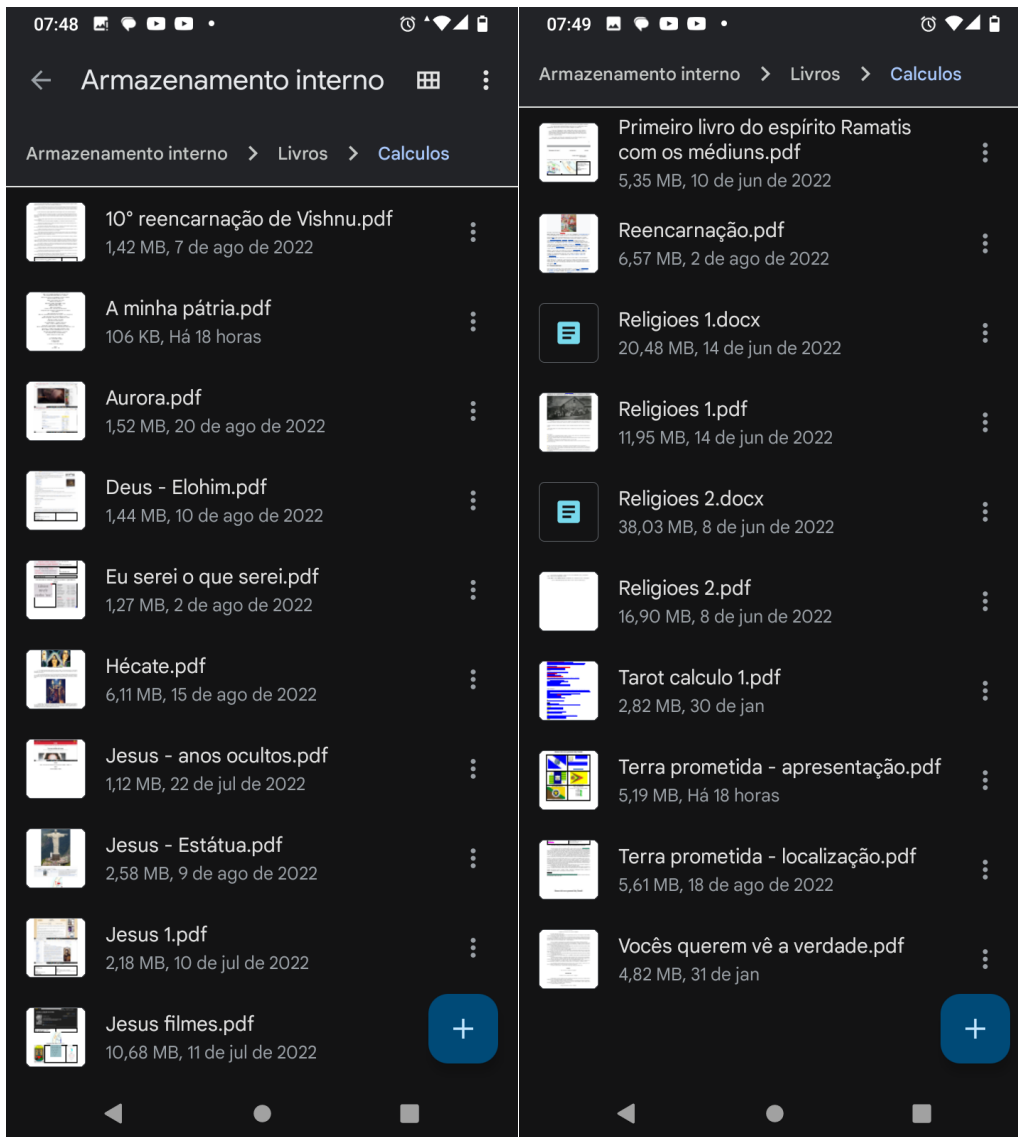 07:48
Armazenamento interno
Armazenamento interno > Livros > Calculos
10° reencarnação de Vishnu.pdf
1,42 MB, 7 de ago de 2022
A minha pátria.pdf
106 KB, Há 18 horas
Aurora.pdf
1,52 MB, 20 de ago de 2022
Deus - Elohim.pdf
1,44 MB, 10 de ago de 2022
Eu serei o que serei.pdf
1,27 MB, 2 de ago de 2022
Hécate.pdf
6,11 MB, 15 de ago de 2022
Jesus - anos ocultos.pdf
1,12 MB, 22 de jul de 2022
Jesus - Estátua.pdf
2,58 MB, 9 de ago de 2022
Jesus 1.pdf
2,18 MB, 10 de jul de 2022
Jesus filmes.pdf
10,68 MB, 11 de jul de 2022
07:49
Armazenamento interno > Livros > Calculos
Primeiro livro do espírito Ramatis
com os médiuns.pdf
5,35 MB, 10 de jun de 2022
Reencarnação.pdf
6,57 MB, 2 de ago de 2022
Religioes 1.docx
20,48 MB, 14 de jun de 2022
Religioes 1.pdf
11,95 MB, 14 de jun de 2022
Religioes 2.docx
38,03 MB, 8 de jun de 2022
Religioes 2.pdf
16,90 MB, 8 de jun de 2022
Tarot calculo 1.pdf
2,82 MB, 30 de jan
Terra prometida - apresentação.pdf
5,19 MB, Há 18 horas
Terra prometida - localização.pdf
5,61 MB, 18 de ago de 2022
Vocês querem vê a verdade.pdf
4,82 MB, 31 de jan